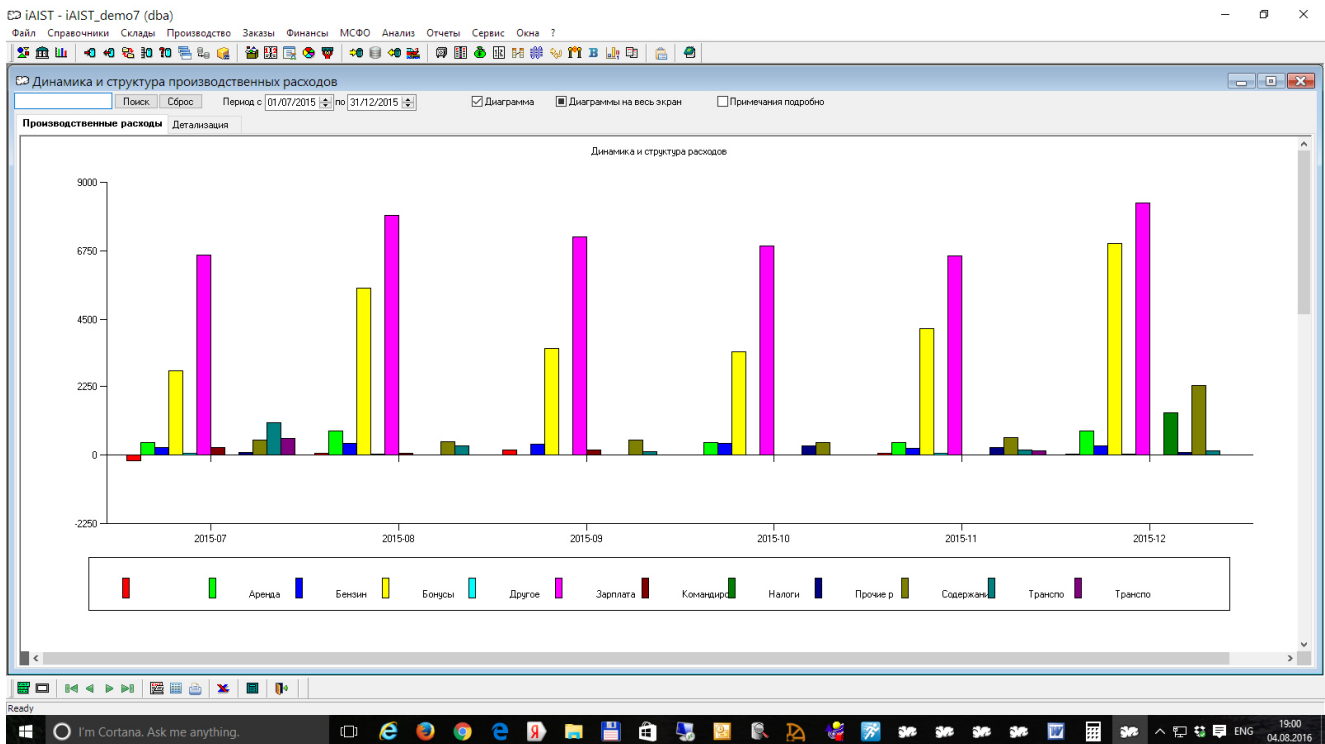 iAIST - iAIST_demo7 (dba)
Файл Справочники Склады Производство Заказы Финансы МСФО Анализ Отчеты Сервис Окна ?
Динамика и структура производственных расходов
Поиск Сброс Период с 01/07/2015 по 31/12/2015 Диаграмма Диаграммы на весь экран Примечания подробно
Производственные расходы Детализация
Динамика и структура расходов
9000
6750
4500
2250
0
-2250
2015-07 2015-08 2015-09 2015-10 2015-11 2015-12
Аренда Бензин Бонусы Другое Зарплата Командиро Налоги Прочие р Содержани Транспо Транспо
Ready
I'm Cortana. Ask me anything.
ENG 19:00
04.08.2016